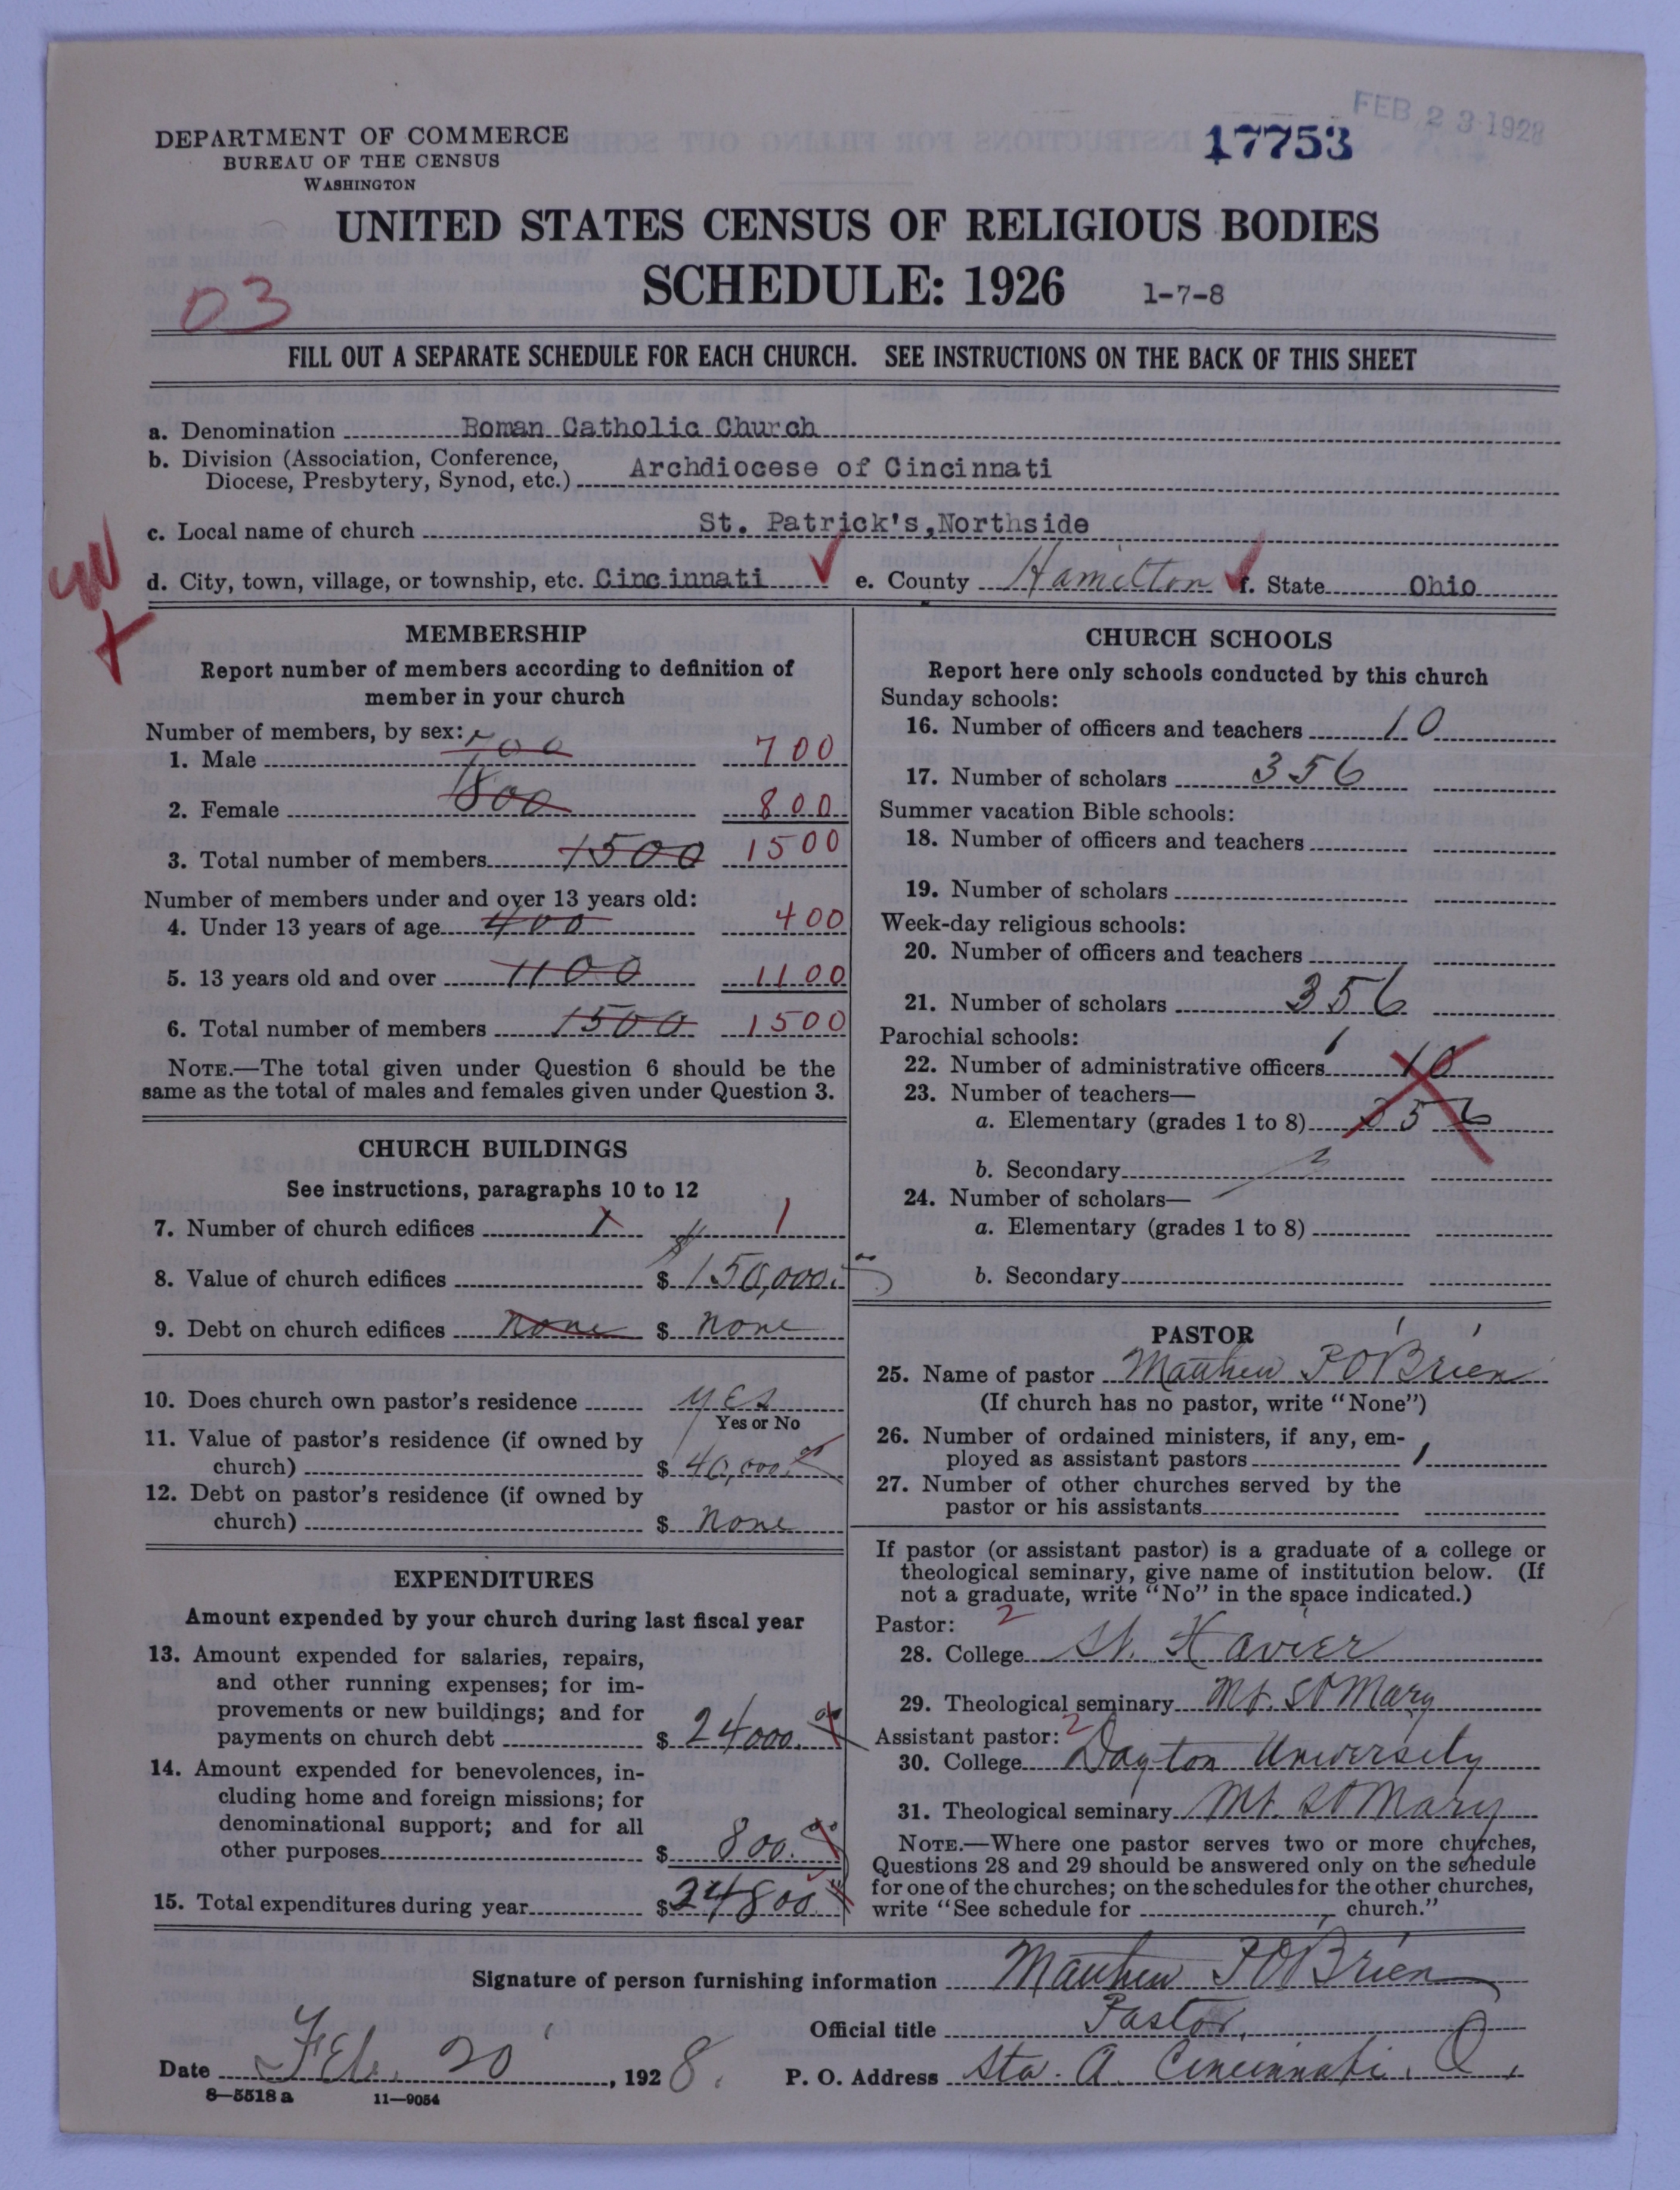 FEB 23 1928
DEPARTMENT OF COMMERCE
BUREAU OF THE CENSUS
WASHINGTON
17753
UNITED STATES CENSUS OF RELIGIOUS BODIES
SCHEDULE: 1926 1-7-8
03
FILL OUT A SEPARATE SCHEDULE FOR EACH CHURCH. SEE INSTRUCTIONS ON THE BACK OF THIS SHEET
a. Denomination Roman Catholic Church
b. Division (Association, Conference,
Diocese, Presbytery, Synod, etc.) Archdiocese of Cincinnati
c. Local name of church St. Patrick's,Northside
d. City, town, village, or township, etc. Cincinnati e. County Hamilton f. State Ohio
MEMBERSHIP
Report number of members according to definition of
member in your church
Number of members, by sex:
1. Male 700 700
2. Female 800 800
3. Total number of members 1500 1500
Number of members under and over 13 years old:
4. Under 13 years of age 400 400
5. 13 years old and over 1100 1100
6. Total number of members 1500 1500
NOTE.—The total given under Question 6 should be the
same as the total of males and females given under Question 3.
CHURCH BUILDINGS
See instructions, paragraphs 10 to 12
7. Number of church edifices 1 1
8. Value of church edifices $ 150,000.00
9. Debt on church edifices none $ none
10. Does church own pastor's residence yes
Yes or No
11. Value of pastor's residence (if owned by
church) $ 40,000.00
12. Debt on pastor's residence (if owned by
church) $ none
EXPENDITURES
Amount expended by your church during last fiscal year
13. Amount expended for salaries, repairs,
and other running expenses; for im-
provements or new buildings; and for
payments on church debt $ 24000.00
14. Amount expended for benevolences, in-
cluding home and foreign missions; for
denominational support; and for all
other purposes $ 800.00
15. Total expenditures during year $ 24800
CHURCH SCHOOLS
Report here only schools conducted by this church
Sunday schools:
16. Number of officers and teachers 10
17. Number of scholars 356
Summer vacation Bible schools:
18. Number of officers and teachers
19. Number of scholars
Week-day religious schools:
20. Number of officers and teachers
21. Number of scholars 356
Parochial schools:
22. Number of administrative officers 1 10
23. Number of teachers—
a. Elementary (grades 1 to 8) 356
b. Secondary
24. Number of scholars—
a. Elementary (grades 1 to 8)
b. Secondary
PASTOR
25. Name of pastor Matthew P O'Brien
(If church has no pastor, write "None")
26. Number of ordained ministers, if any, em-
ployed as assistant pastors 1
27. Number of other churches served by the
pastor or his assistants
If pastor (or assistant pastor) is a graduate of a college or
theological seminary, give name of institution below. (If
not a graduate, write "No" in the space indicated.)
Pastor: 2
28. College St. Xavier
29. Theological seminary Mt. St Mary
Assistant pastor: 2
30. College Dayton University
31. Theological seminary Mt. St Mary
NOTE.—Where one pastor serves two or more churches,
Questions 28 and 29 should be answered only on the schedule
for one of the churches; on the schedules for the other churches,
write "See schedule for church."
Signature of person furnishing information Matthew P O'Brien
Official title Pastor.
Date Feb. 20, 1928. P. O. Address Sta. A. Cincinnati. O.
8—5518 a 11—9054